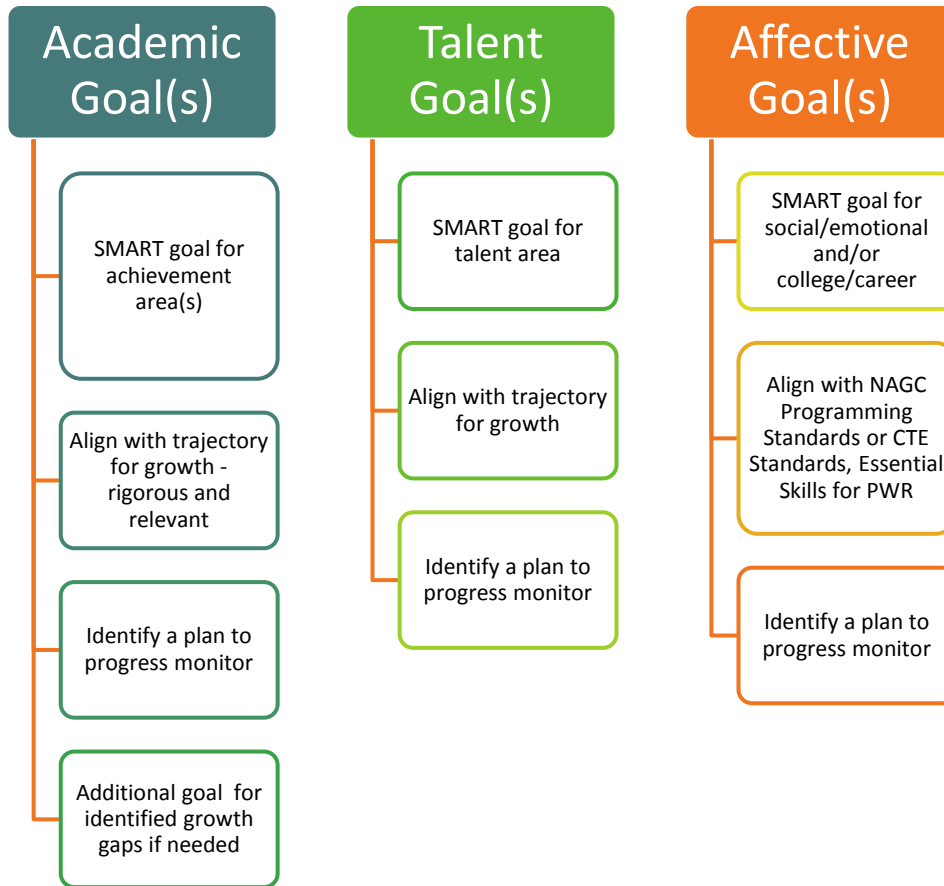 Academic
Goal(s)
SMART goal for
achievement
area(s)
Align with trajectory
for growth -
rigorous and
relevant
Identify a plan to
progress monitor
Additional goal for
identified growth
gaps if needed
Talent
Goal(s)
SMART goal for
talent area
Align with trajectory
for growth
Identify a plan to
progress monitor
Affective
Goal(s)
SMART goal for
social/emotional
and/or
college/career
Align with NAGC
Programming
Standards or CTE
Standards, Essential
Skills for PWR
Identify a plan to
progress monitor